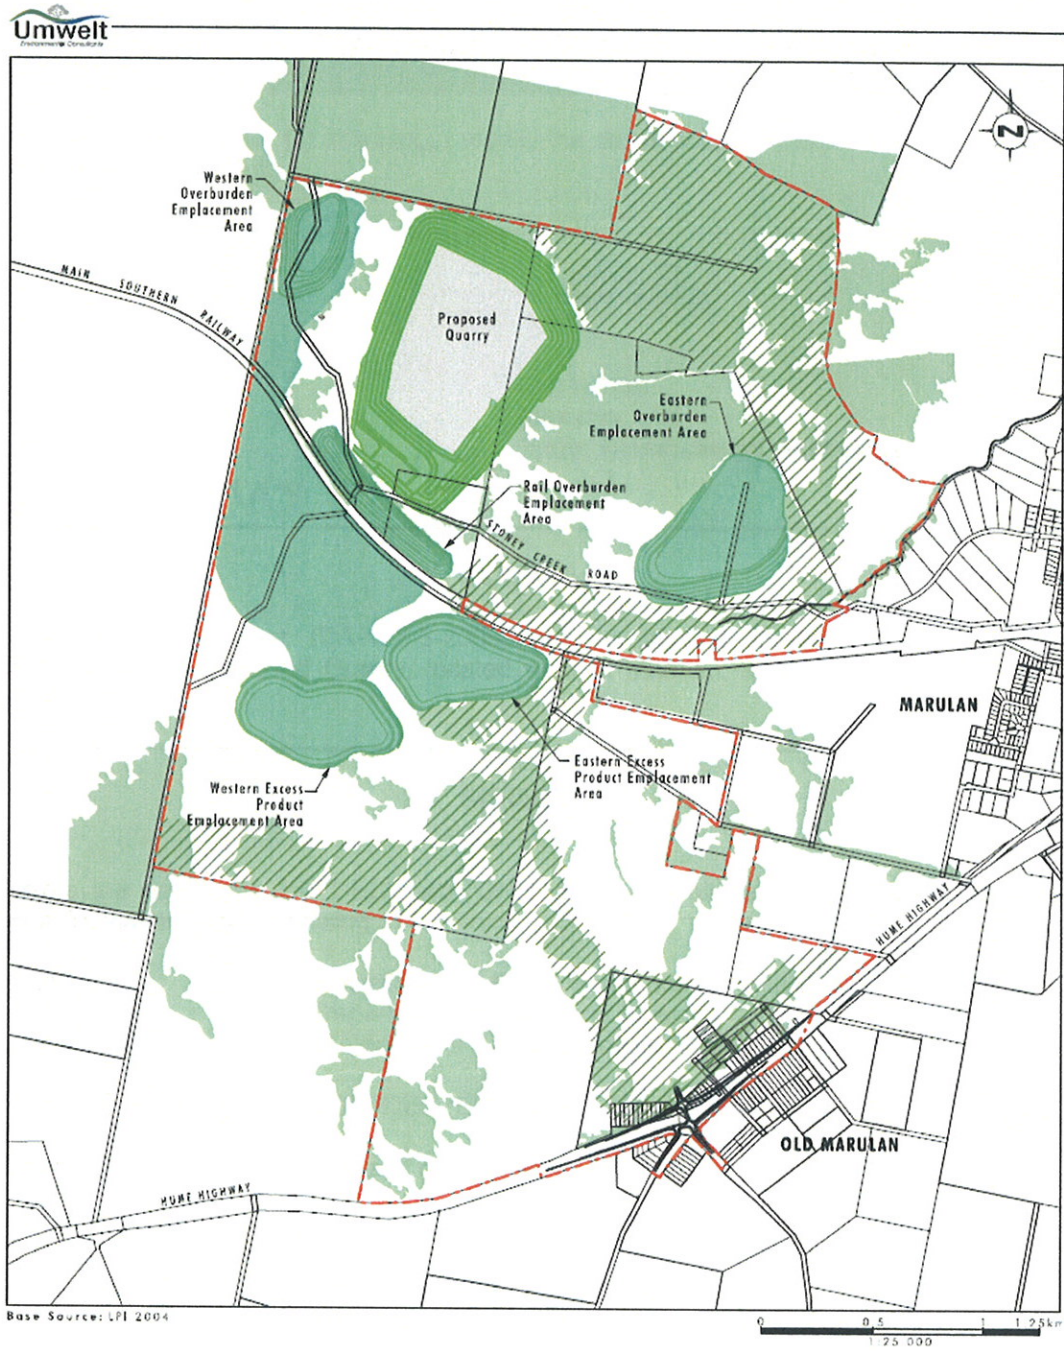 Umwelt
Environmental Consultants
Z
Western
Overburden
Emplacement
Area
MAIN SOUTHERN RAILWAY
Proposed
Quarry
Eastern
Overburden
Emplacement Area
Rail Overburden
Emplacement
Area
STONEY CREEK ROAD
MARULAN
Eastern Excess
Product Emplacement
Area
Western Excess
Product
Emplacement Area
HUME HIGHWAY
OLD MARULAN
HUME HIGHWAY
Base Source: LPI 2004
0 0.5 1 1.25km
1:25 000